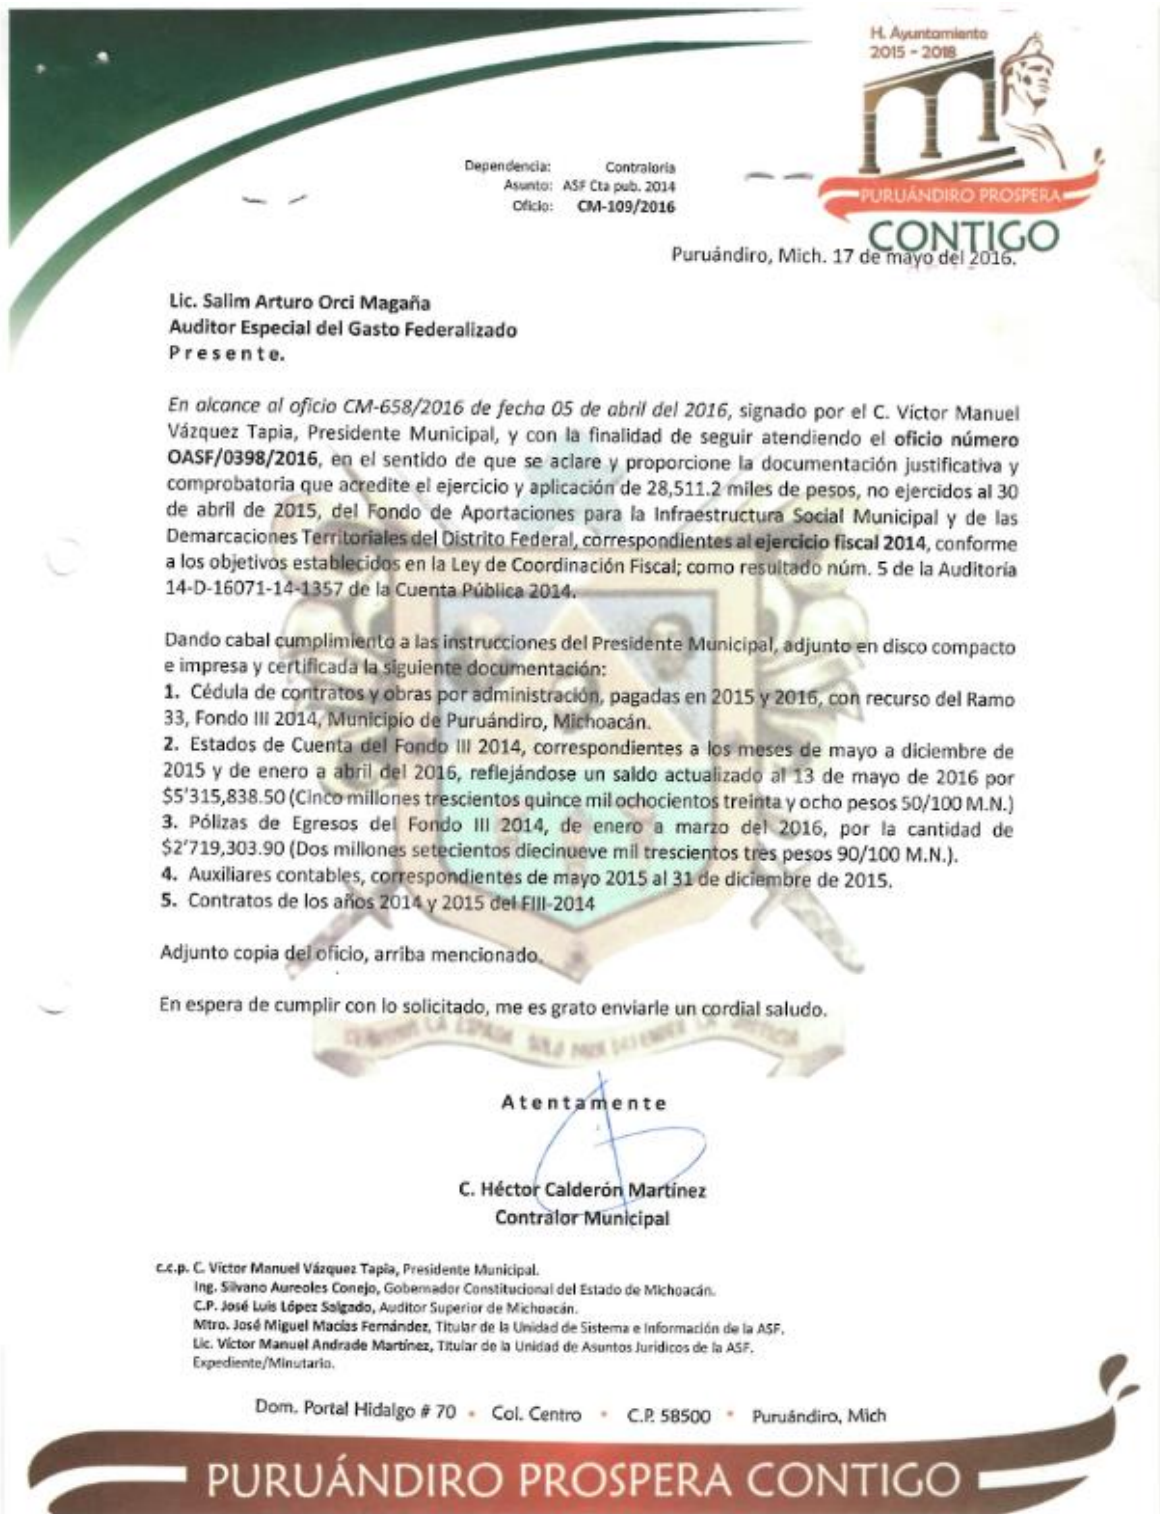 H. Ayuntamiento
2015 - 2018
PURUÁNDIRO PROSPERA
CONTIGO
Dependencia: Contraloria
Asunto: ASF Cta pub. 2014
Oficio: CM-109/2016
Puruándiro, Mich. 17 de mayo del 2016.
Lic. Salim Arturo Orci Magaña
Auditor Especial del Gasto Federalizado
P r e s e n t e.
En alcance al oficio CM-658/2016 de fecha 05 de abril del 2016, signado por el C. Víctor Manuel
Vázquez Tapia, Presidente Municipal, y con la finalidad de seguir atendiendo el oficio número
OASF/0398/2016, en el sentido de que se aclare y proporcione la documentación justificativa y
comprobatoria que acredite el ejercicio y aplicación de 28,511.2 miles de pesos, no ejercidos al 30
de abril de 2015, del Fondo de Aportaciones para la Infraestructura Social Municipal y de las
Demarcaciones Territoriales del Distrito Federal, correspondientes al ejercicio fiscal 2014, conforme
a los objetivos establecidos en la Ley de Coordinación Fiscal; como resultado núm. 5 de la Auditoría
14-D-16071-14-1357 de la Cuenta Pública 2014.
Dando cabal cumplimiento a las instrucciones del Presidente Municipal, adjunto en disco compacto
e impresa y certificada la siguiente documentación:
1. Cédula de contratos y obras por administración, pagadas en 2015 y 2016, con recurso del Ramo
33, Fondo III 2014, Municipio de Puruándiro, Michoacán.
2. Estados de Cuenta del Fondo III 2014, correspondientes a los meses de mayo a diciembre de
2015 y de enero a abril del 2016, reflejándose un saldo actualizado al 13 de mayo de 2016 por
$5'315,838.50 (Cinco millones trescientos quince mil ochocientos treinta y ocho pesos 50/100 M.N.)
3. Pólizas de Egresos del Fondo III 2014, de enero a marzo del 2016, por la cantidad de
$2'719,303.90 (Dos millones setecientos diecinueve mil trescientos tres pesos 90/100 M.N.).
4. Auxiliares contables, correspondientes de mayo 2015 al 31 de diciembre de 2015.
5. Contratos de los años 2014 y 2015 del FIII-2014
Adjunto copia del oficio, arriba mencionado.
En espera de cumplir con lo solicitado, me es grato enviarle un cordial saludo.
LA ESPADA SOLO PARA DEFENDER LA JUSTICIA
A t e n t a m e n t e
C. Héctor Calderón Martínez
Contralor Municipal
c.c.p. C. Víctor Manuel Vázquez Tapia, Presidente Municipal.
Ing. Silvano Aureoles Conejo, Gobernador Constitucional del Estado de Michoacán.
C.P. José Luis López Salgado, Auditor Superior de Michoacán.
Mtro. José Miguel Macías Fernández, Titular de la Unidad de Sistema e Información de la ASF.
Lic. Víctor Manuel Andrade Martínez, Titular de la Unidad de Asuntos Jurídicos de la ASF.
Expediente/Minutario.
Dom. Portal Hidalgo # 70 • Col. Centro • C.P. 58500 • Puruándiro, Mich
PURUÁNDIRO PROSPERA CONTIGO